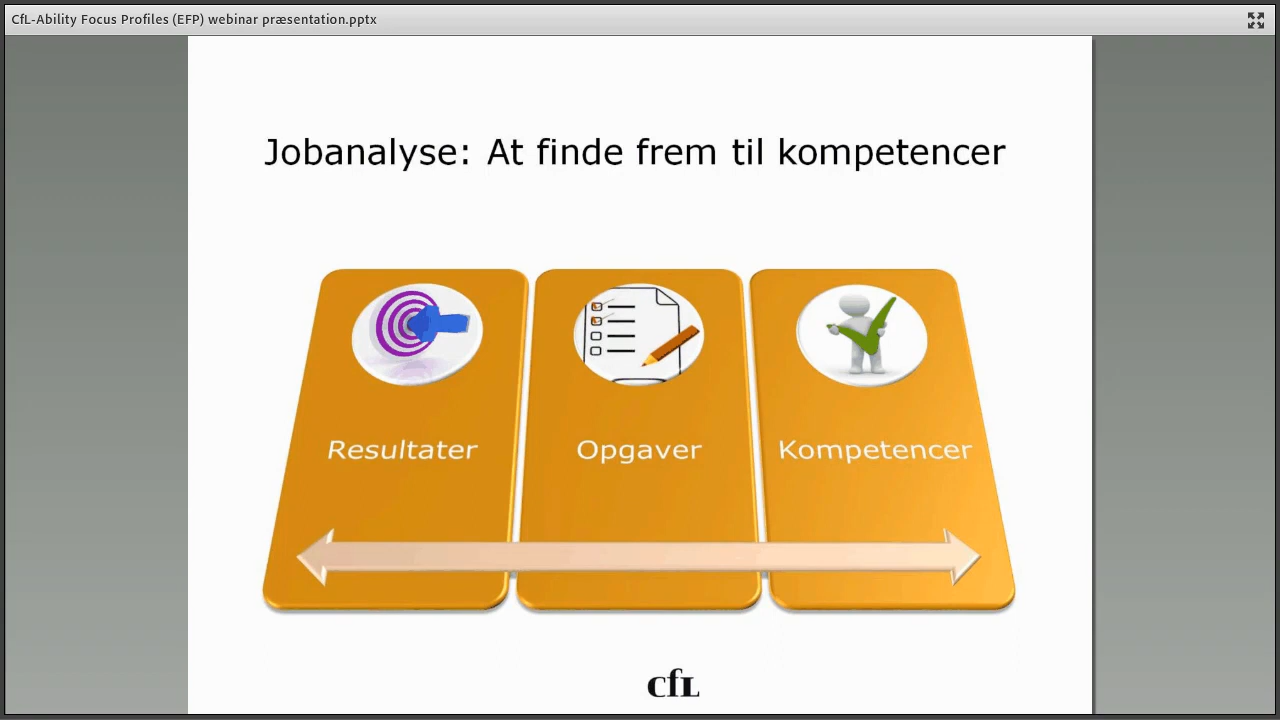 CfL-Ability Focus Profiles (EFP) webinar præsentation.pptx
Jobanalyse: At finde frem til kompetencer
Resultater
Opgaver
Kompetencer
cfL